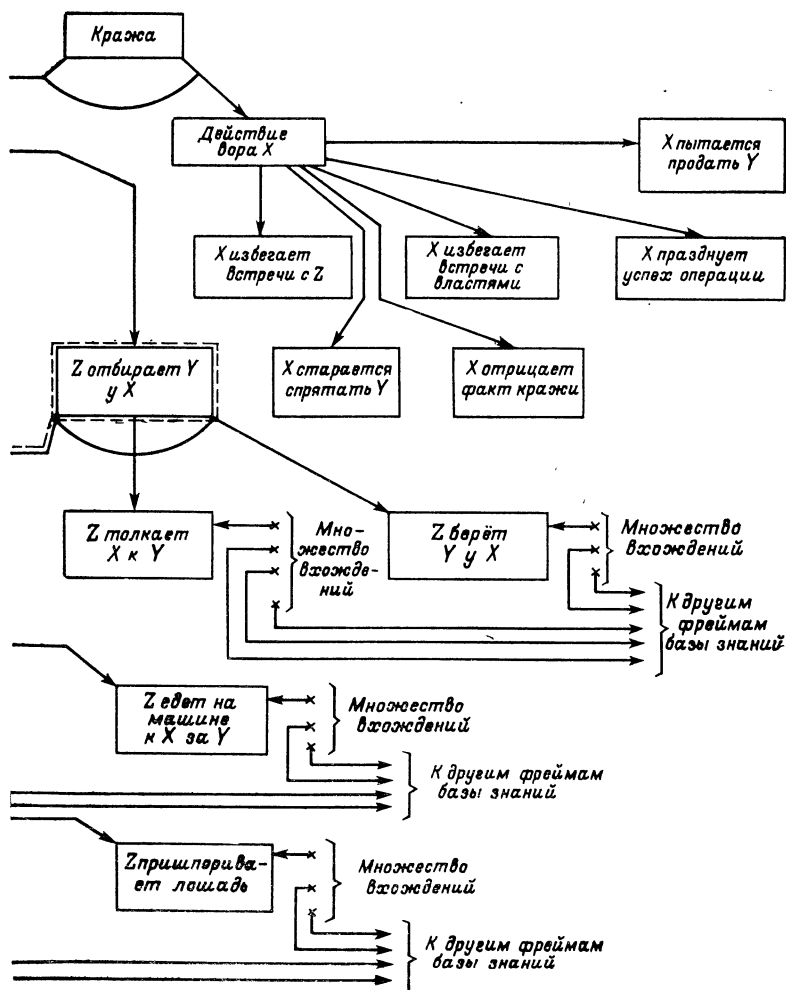 Кража
Действие
вора X
X пытается
продать Y
X избегает
встречи с Z
X избегает
встречи с
властями
X празднует
успех операции
Z отбирает Y
у X
X старается
спрятать Y
X отрицает
факт кражи
Z толкает
X к Y
Мно-
жество
вхожде-
ний
Z берёт
Y у X
Множество
вхождений
К другим
фреймам
базы знаний
Z едет на
машине
к X за Y
Множество
вхождений
К другим фреймам
базы знаний
Z пришпорива-
ет лошадь
Множество
вхождений
К другим фреймам
базы знаний